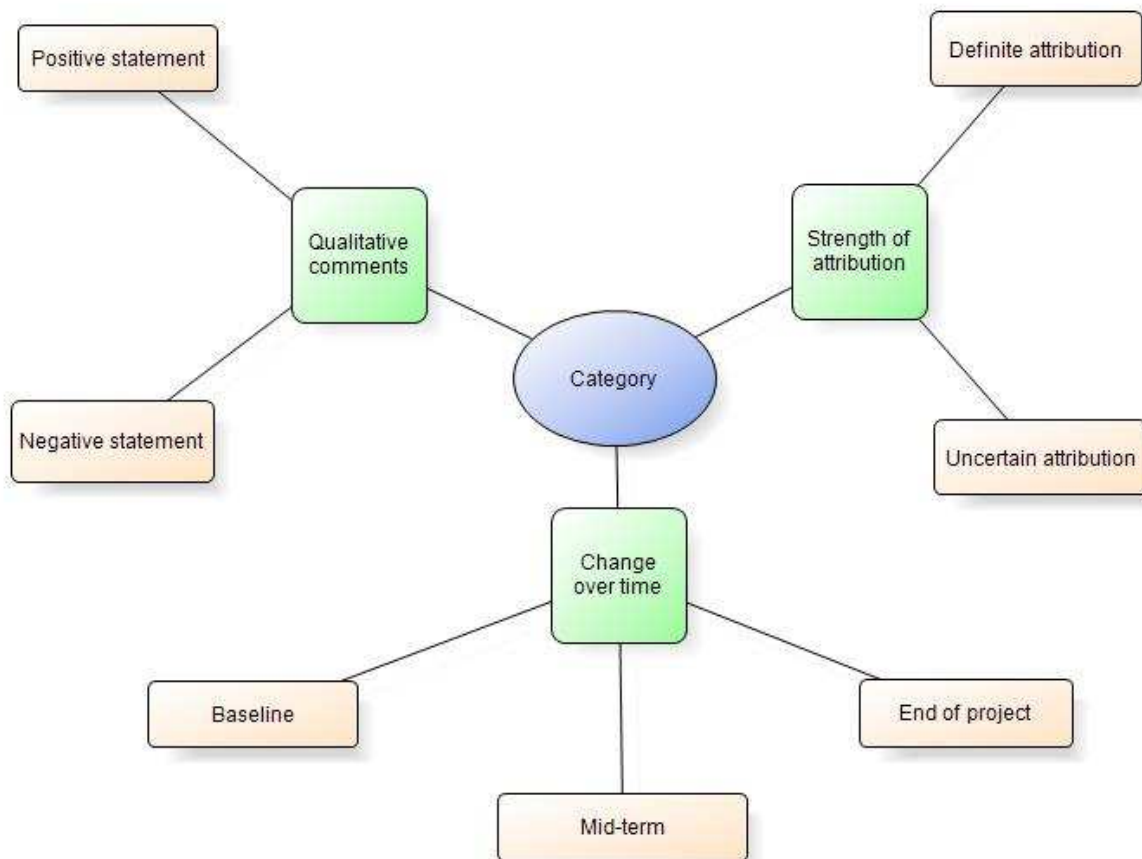 Positive statement
Definite attribution
Qualitative
comments
Strength of
attribution
Category
Negative statement
Uncertain attribution
Change
over time
Baseline
End of project
Mid-term